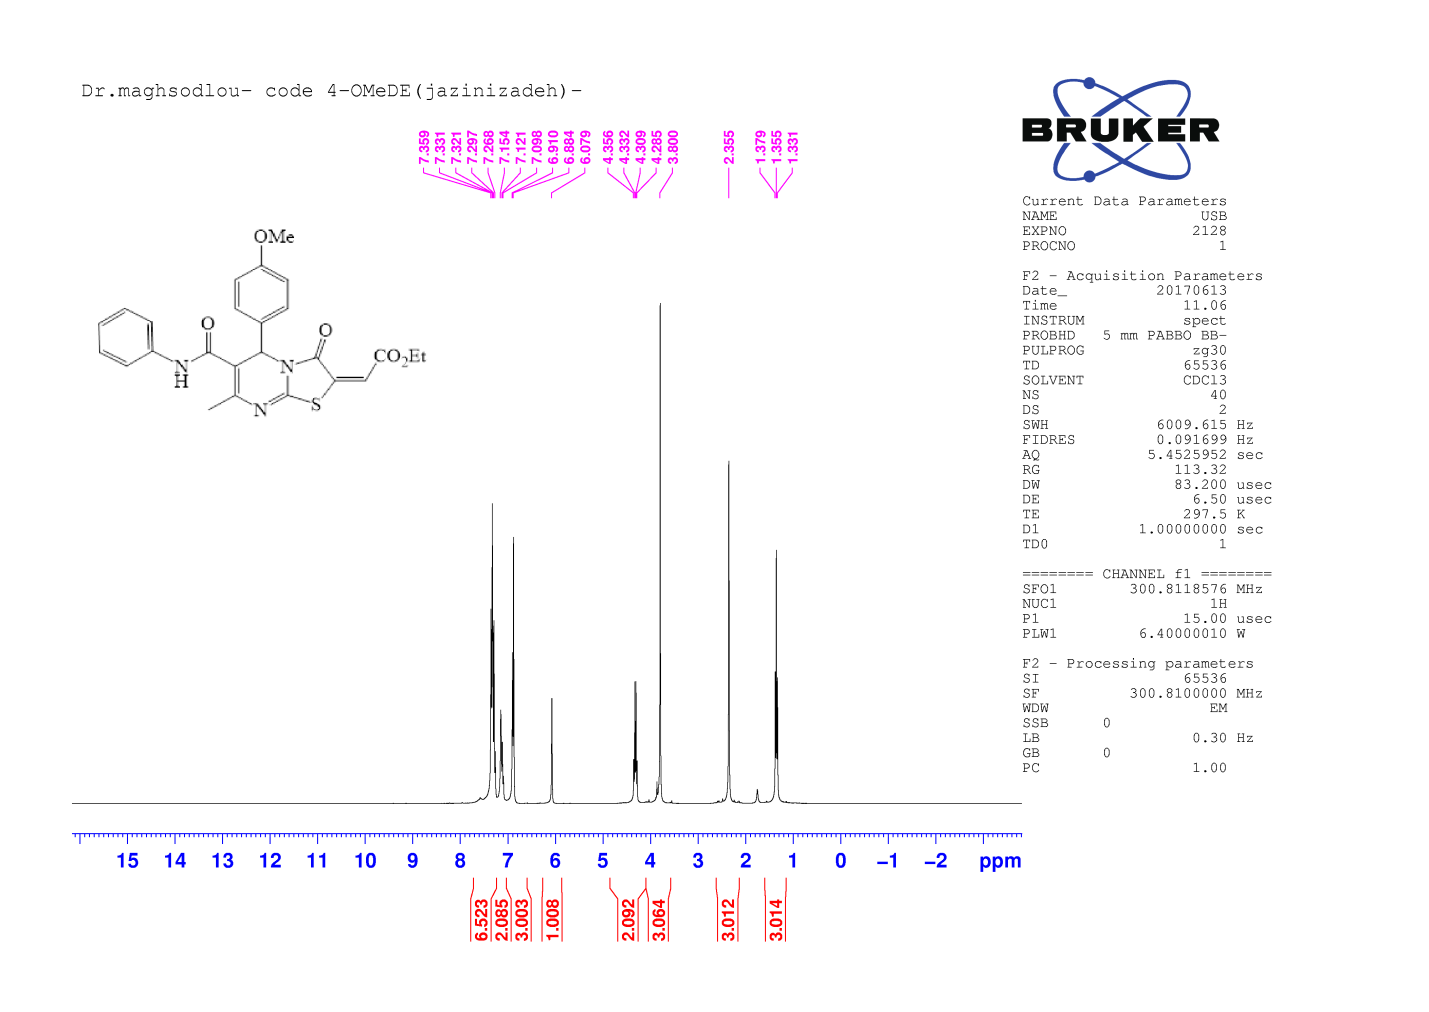 Dr.maghsodlou- code 4-OMeDE(jazinizadeh)-
7.359
7.331
7.321
7.297
7.268
7.154
7.121
7.098
6.910
6.884
6.079
4.356
4.332
4.309
4.285
3.800
2.355
1.379
1.355
1.331
OMe
O
O
N
H
N
CO2Et
N
S
15 14 13 12 11 10 9 8 7 6 5 4 3 2 1 0 −1 −2 ppm
6.523
2.085
3.003
1.008
2.092
3.064
3.012
3.014
BRUKER
Current Data Parameters
NAME USB
EXPNO 2128
PROCNO 1
F2 - Acquisition Parameters
Date_ 20170613
Time 11.06
INSTRUM spect
PROBHD 5 mm PABBO BB-
PULPROG zg30
TD 65536
SOLVENT CDCl3
NS 40
DS 2
SWH 6009.615 Hz
FIDRES 0.091699 Hz
AQ 5.4525952 sec
RG 113.32
DW 83.200 usec
DE 6.50 usec
TE 297.5 K
D1 1.00000000 sec
TD0 1
======== CHANNEL f1 ========
SFO1 300.8118576 MHz
NUC1 1H
P1 15.00 usec
PLW1 6.40000010 W
F2 - Processing parameters
SI 65536
SF 300.8100000 MHz
WDW EM
SSB 0
LB 0.30 Hz
GB 0
PC 1.00